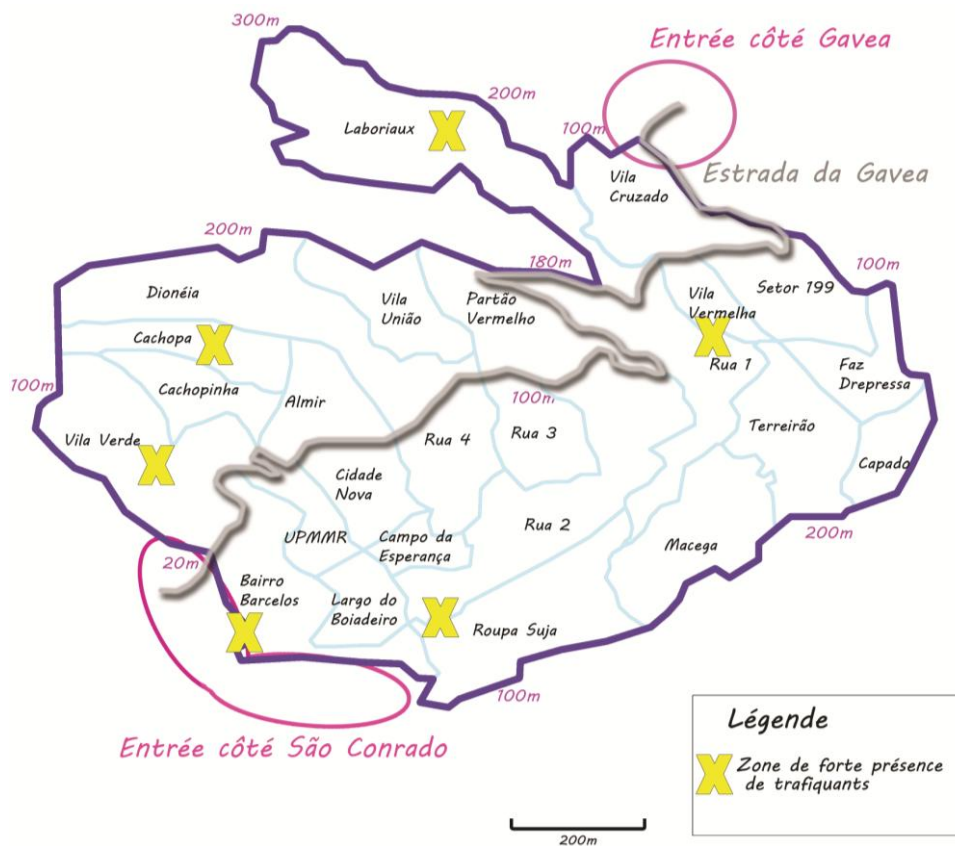 300m
Entrée côté Gavea
200m
Laboriaux
100m
Vila
Cruzado
Estrada da Gavea
200m
180m
100m
Dionéia
Vila
União
Partão
Vermelho
Vila
Vermelha
Setor 199
Cachopa
Rua 1
Faz
Drepressa
100m
Cachopinha
Almir
100m
Vila Verde
Rua 4
Rua 3
Terreirão
Capado
Cidade
Nova
Rua 2
200m
UPMMR
Campo da
Esperança
Macega
20m
Bairro
Barcelos
Largo do
Boiadeiro
Roupa Suja
100m
Entrée côté São Conrado
Légende
Zone de forte présence
de trafiquants
200m